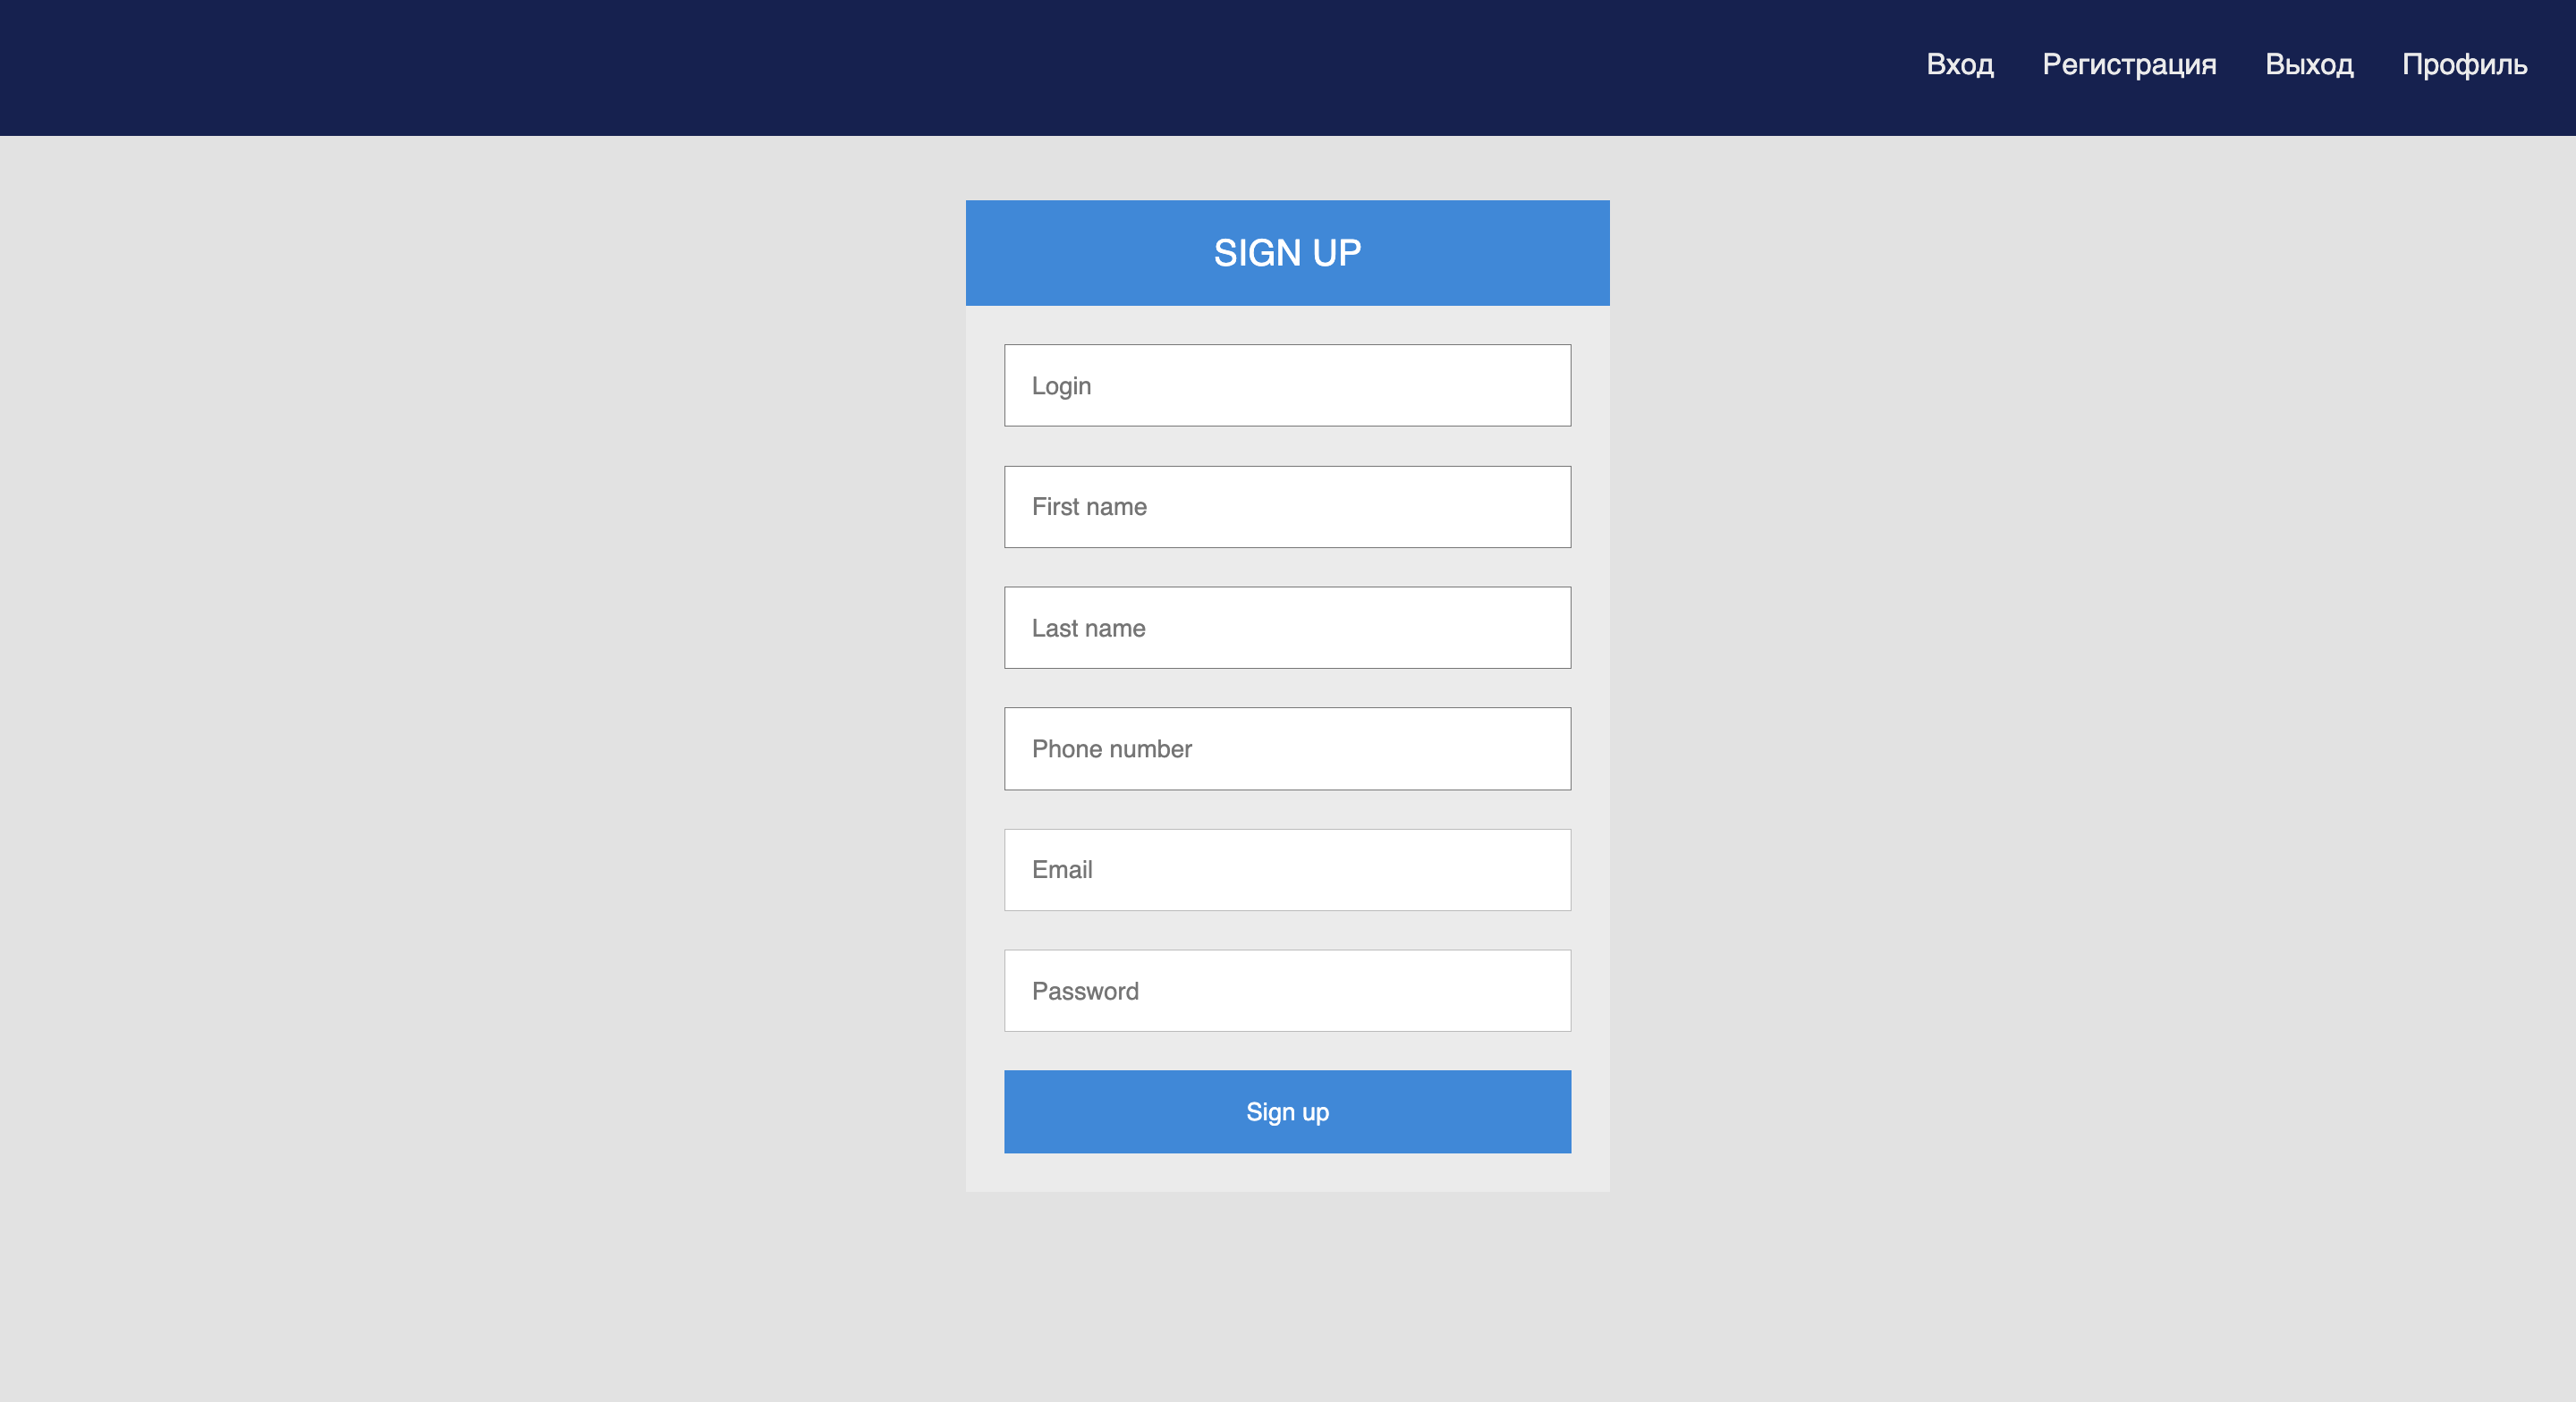 Вход Регистрация Выход Профиль
SIGN UP
Login
First name
Last name
Phone number
Email
Password
Sign up